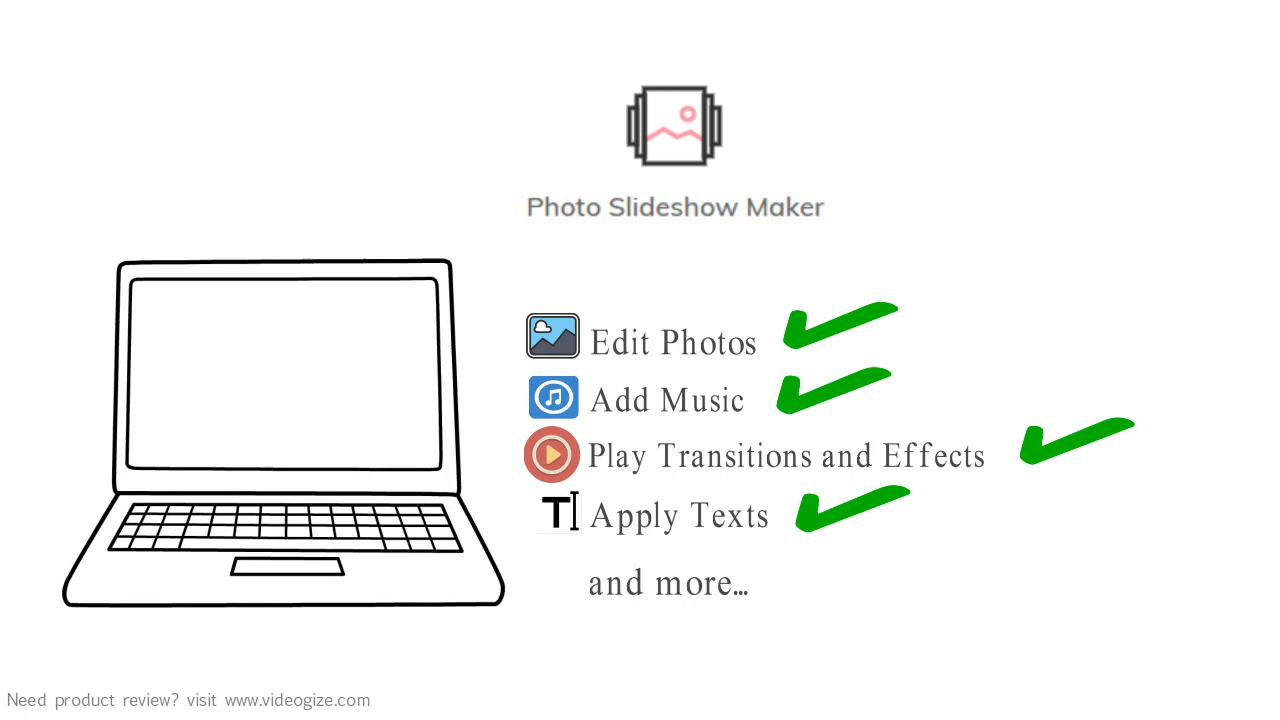 Photo Slideshow Maker
Edit Photos
Add Music
Play Transitions and Effects
T
Apply Texts
and more...
Need product review? visit www.videogize.com